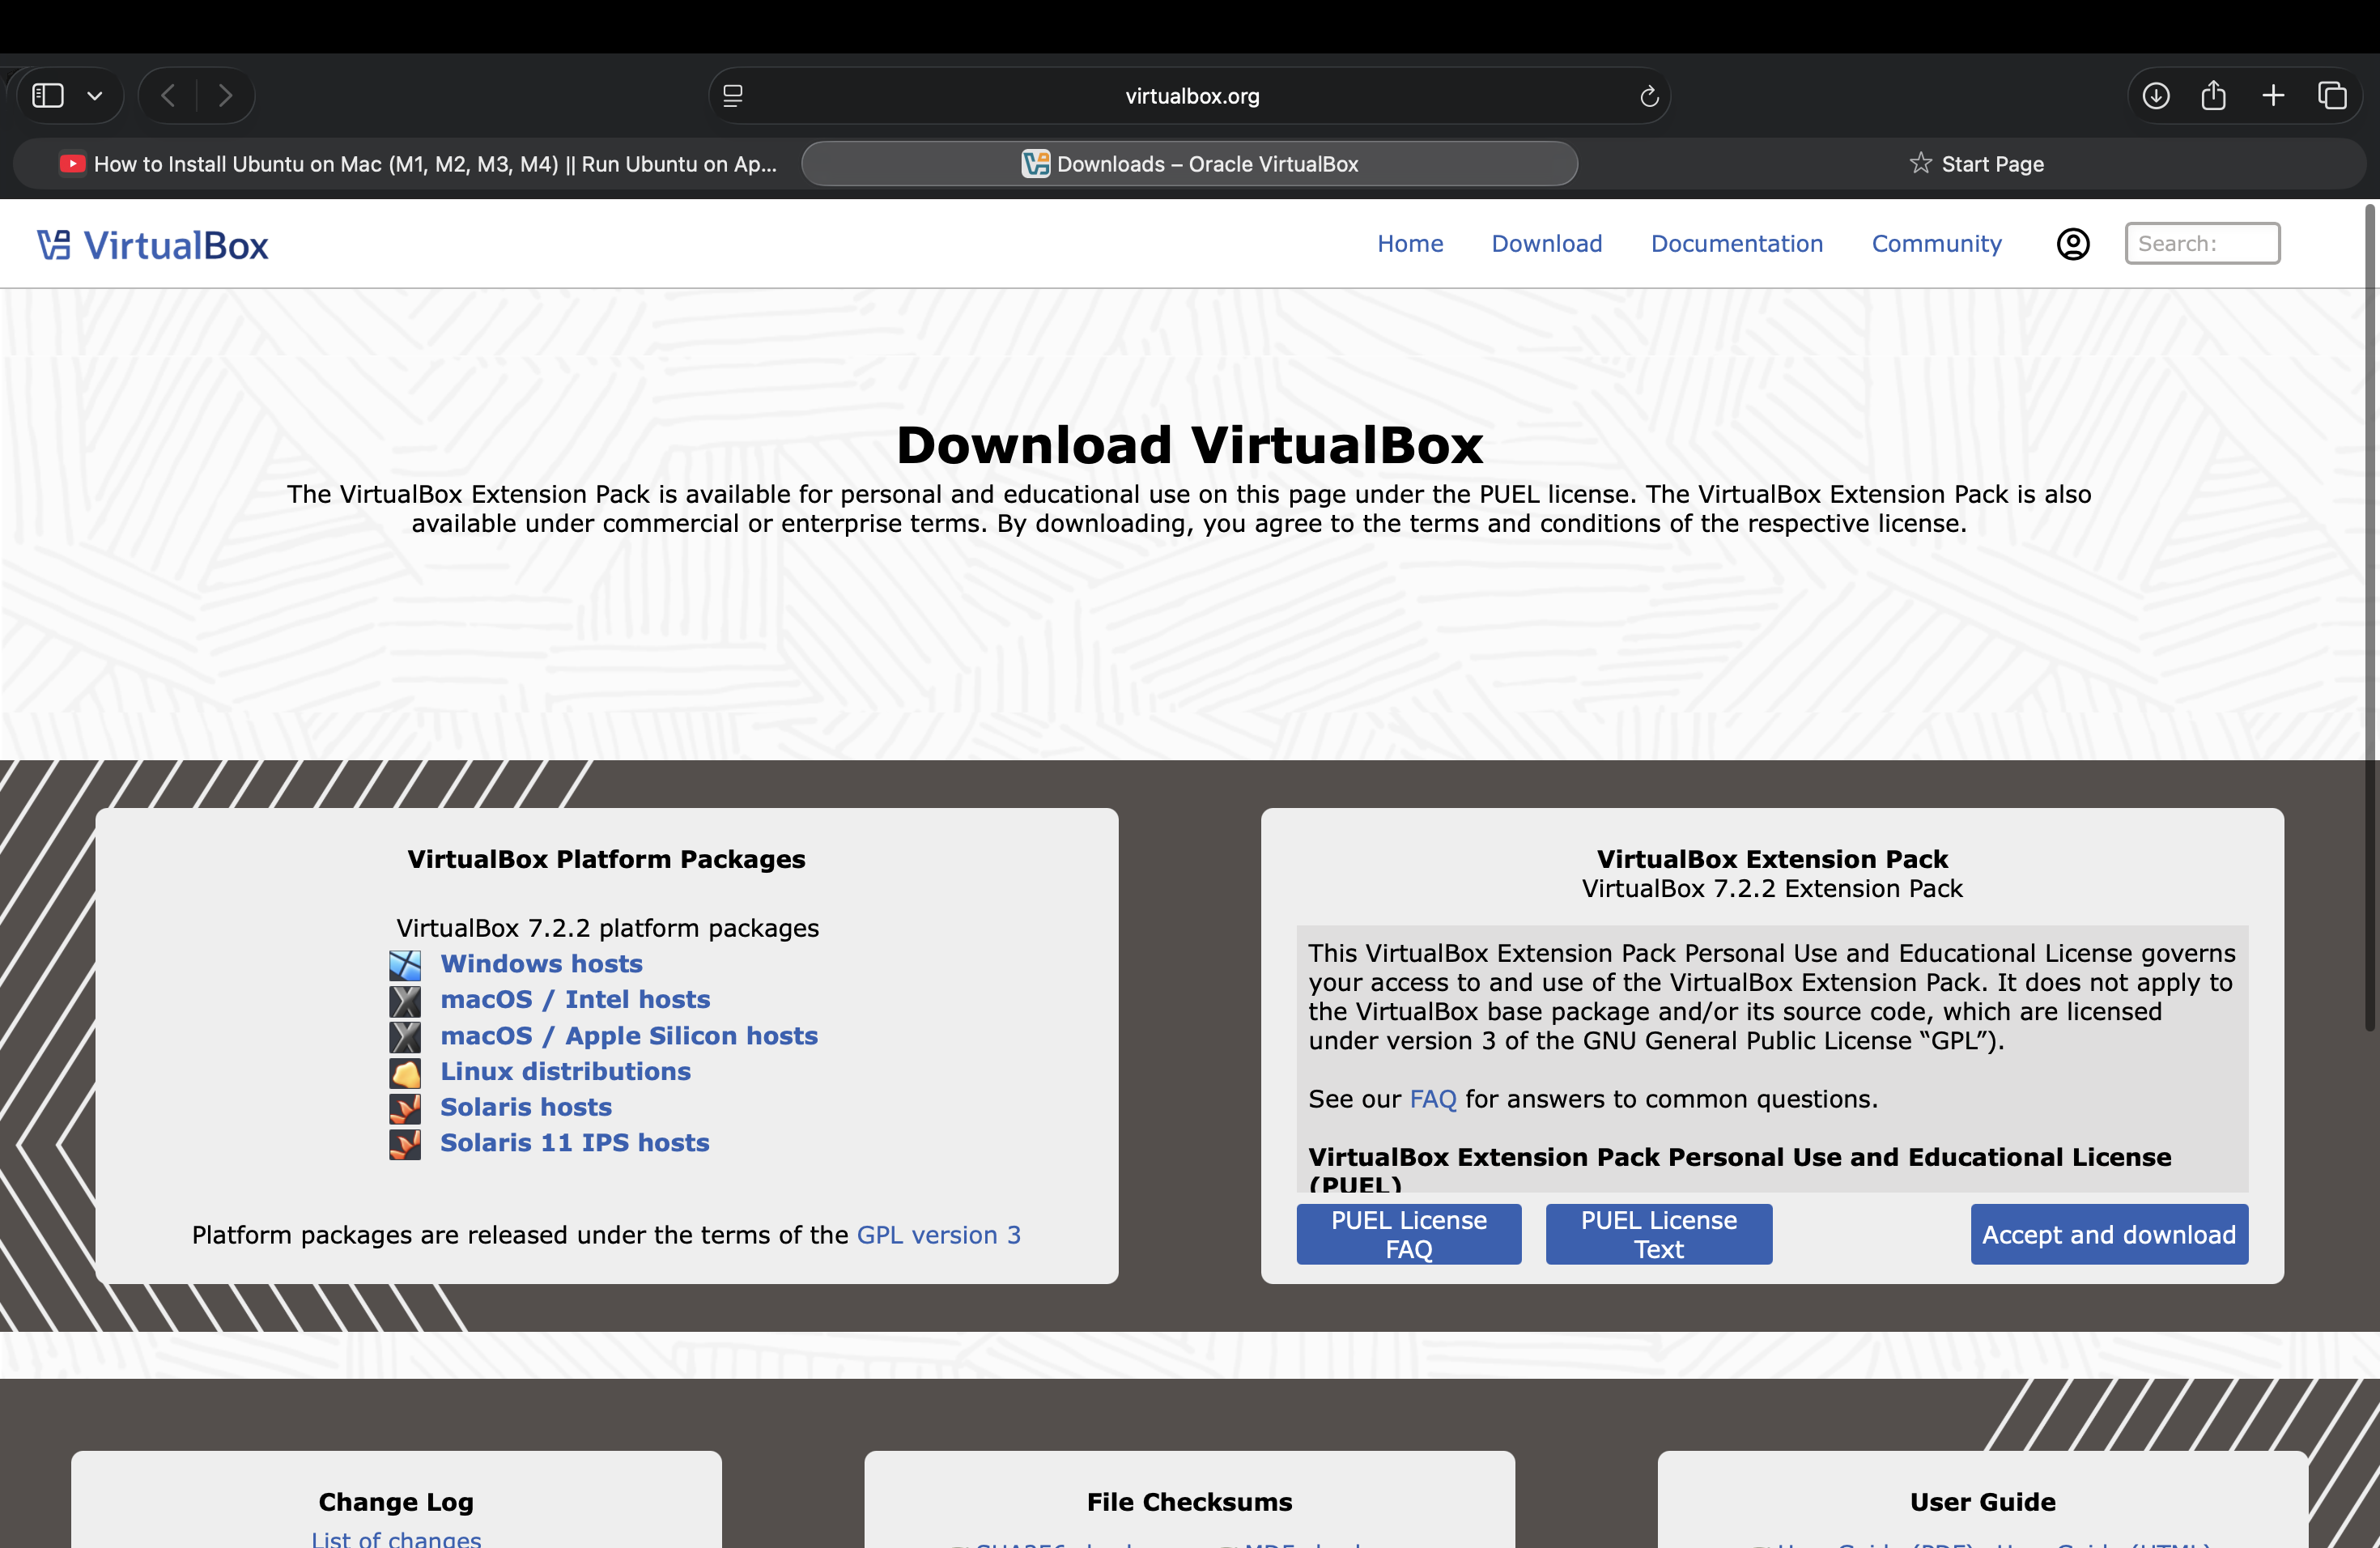 virtualbox.org
How to Install Ubuntu on Mac (M1, M2, M3, M4) || Run Ubuntu on Ap...
Downloads – Oracle VirtualBox
Start Page
VirtualBox
Home
Download
Documentation
Community
Search:
Download VirtualBox
The VirtualBox Extension Pack is available for personal and educational use on this page under the PUEL license. The VirtualBox Extension Pack is also
available under commercial or enterprise terms. By downloading, you agree to the terms and conditions of the respective license.
VirtualBox Platform Packages
VirtualBox 7.2.2 platform packages
Windows hosts
macOS / Intel hosts
macOS / Apple Silicon hosts
Linux distributions
Solaris hosts
Solaris 11 IPS hosts
Platform packages are released under the terms of the GPL version 3
VirtualBox Extension Pack
VirtualBox 7.2.2 Extension Pack
This VirtualBox Extension Pack Personal Use and Educational License governs
your access to and use of the VirtualBox Extension Pack. It does not apply to
the VirtualBox base package and/or its source code, which are licensed
under version 3 of the GNU General Public License “GPL”).
See our FAQ for answers to common questions.
VirtualBox Extension Pack Personal Use and Educational License
(PUEL)
PUEL License
FAQ
PUEL License
Text
Accept and download
Change Log
List of changes
File Checksums
User Guide
User Guide (PDF)
User Guide (HTML)